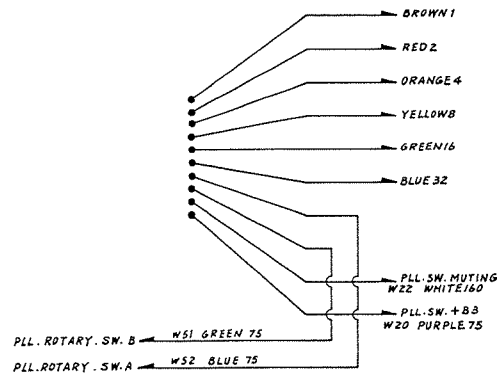 BROWN 1
RED 2
ORANGE 4
YELLOW 8
GREEN 16
BLUE 32
PLL.SW.MUTING
W22 WHITE 160
PLL.SW.+B3
W20 PURPLE 75
PLL.ROTARY.SW.B
W51 GREEN 75
PLL.ROTARY.SW.A
W52 BLUE 75